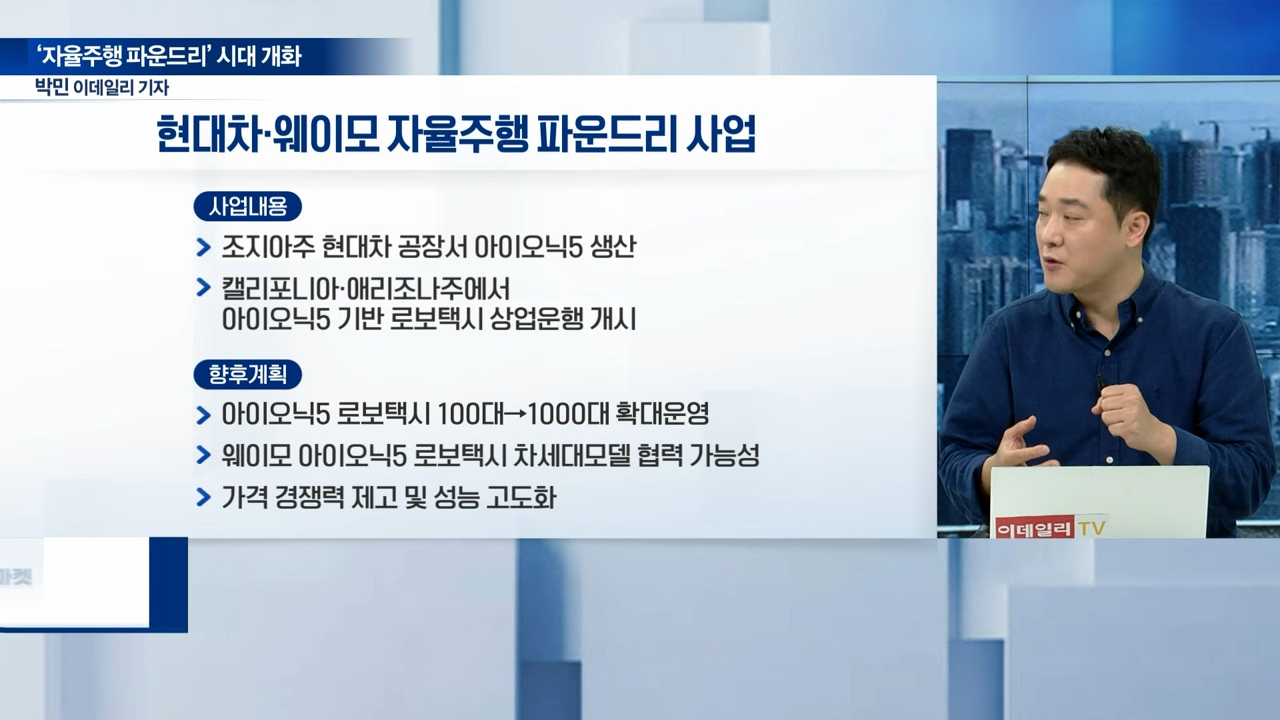 ‘자율주행 파운드리’ 시대 개화
박민 이데일리 기자
현대차·웨이모 자율주행 파운드리 사업
사업내용
조지아주 현대차 공장서 아이오닉5 생산
캘리포니아·애리조나주에서
아이오닉5 기반 로보택시 상업운행 개시
향후계획
아이오닉5 로보택시 100대→1000대 확대운영
웨이모 아이오닉5 로보택시 차세대모델 협력 가능성
가격 경쟁력 제고 및 성능 고도화
이데일리 TV
마켓